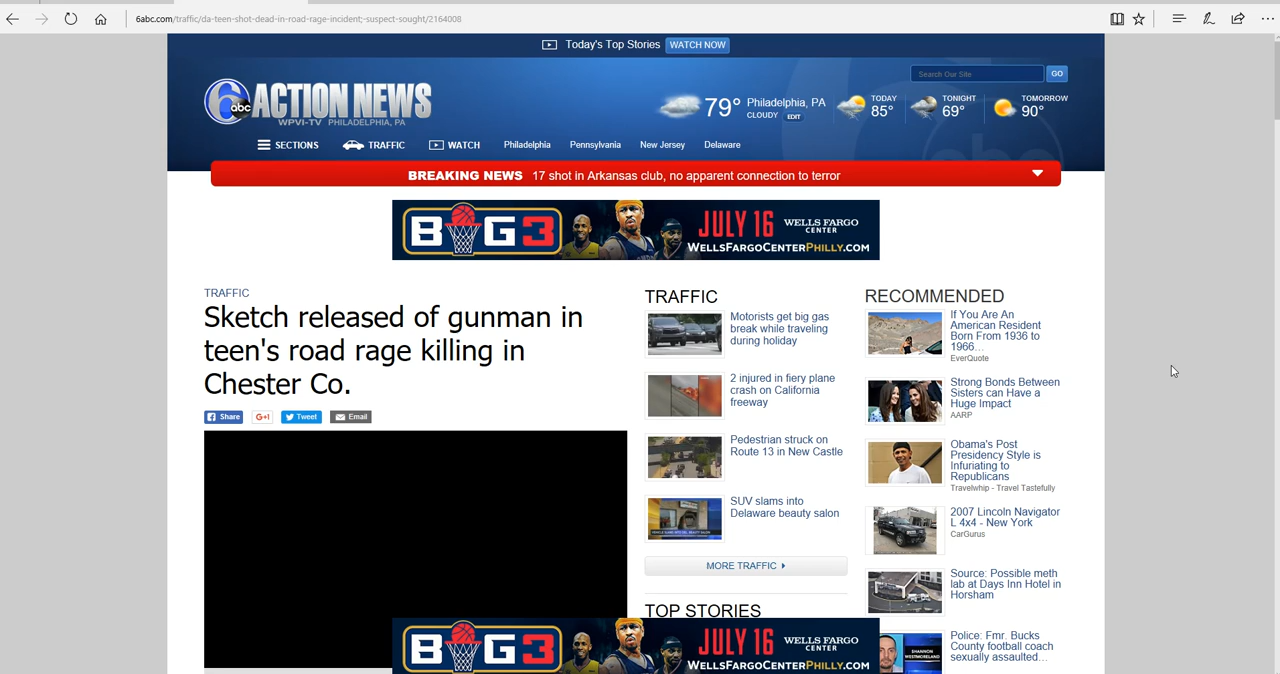 6abc.com/traffic/da-teen-shot-dead-in-road-rage-incident;-suspect-sought/2164008
Today's Top Stories WATCH NOW
Search Our Site GO
6 abc ACTION NEWS
WPVI-TV PHILADELPHIA, PA
79° Philadelphia, PA
CLOUDY EDIT
TODAY
85°
TONIGHT
69°
TOMORROW
90°
SECTIONS TRAFFIC WATCH Philadelphia Pennsylvania New Jersey Delaware
BREAKING NEWS 17 shot in Arkansas club, no apparent connection to terror
BIG3 JULY 16 WELLS FARGO CENTER
WELLSFARGOCENTERPHILLY.COM
TRAFFIC
Sketch released of gunman in
teen's road rage killing in
Chester Co.
Share G+1 Tweet Email
TRAFFIC
Motorists get big gas
break while traveling
during holiday
2 injured in fiery plane
crash on California
freeway
Pedestrian struck on
Route 13 in New Castle
SUV slams into
Delaware beauty salon
MORE TRAFFIC
TOP STORIES
RECOMMENDED
If You Are An
American Resident
Born From 1936 to
1966...
EverQuote
Strong Bonds Between
Sisters can Have a
Huge Impact
AARP
Obama's Post
Presidency Style is
Infuriating to
Republicans
Travelwhip - Travel Tastefully
2007 Lincoln Navigator
L 4x4 - New York
CarGurus
Source: Possible meth
lab at Days Inn Hotel in
Horsham
Police: Fmr. Bucks
County football coach
sexually assaulted...
SHANNON
WESTMORELAND
BIG3 JULY 16 WELLS FARGO CENTER
WELLSFARGOCENTERPHILLY.COM